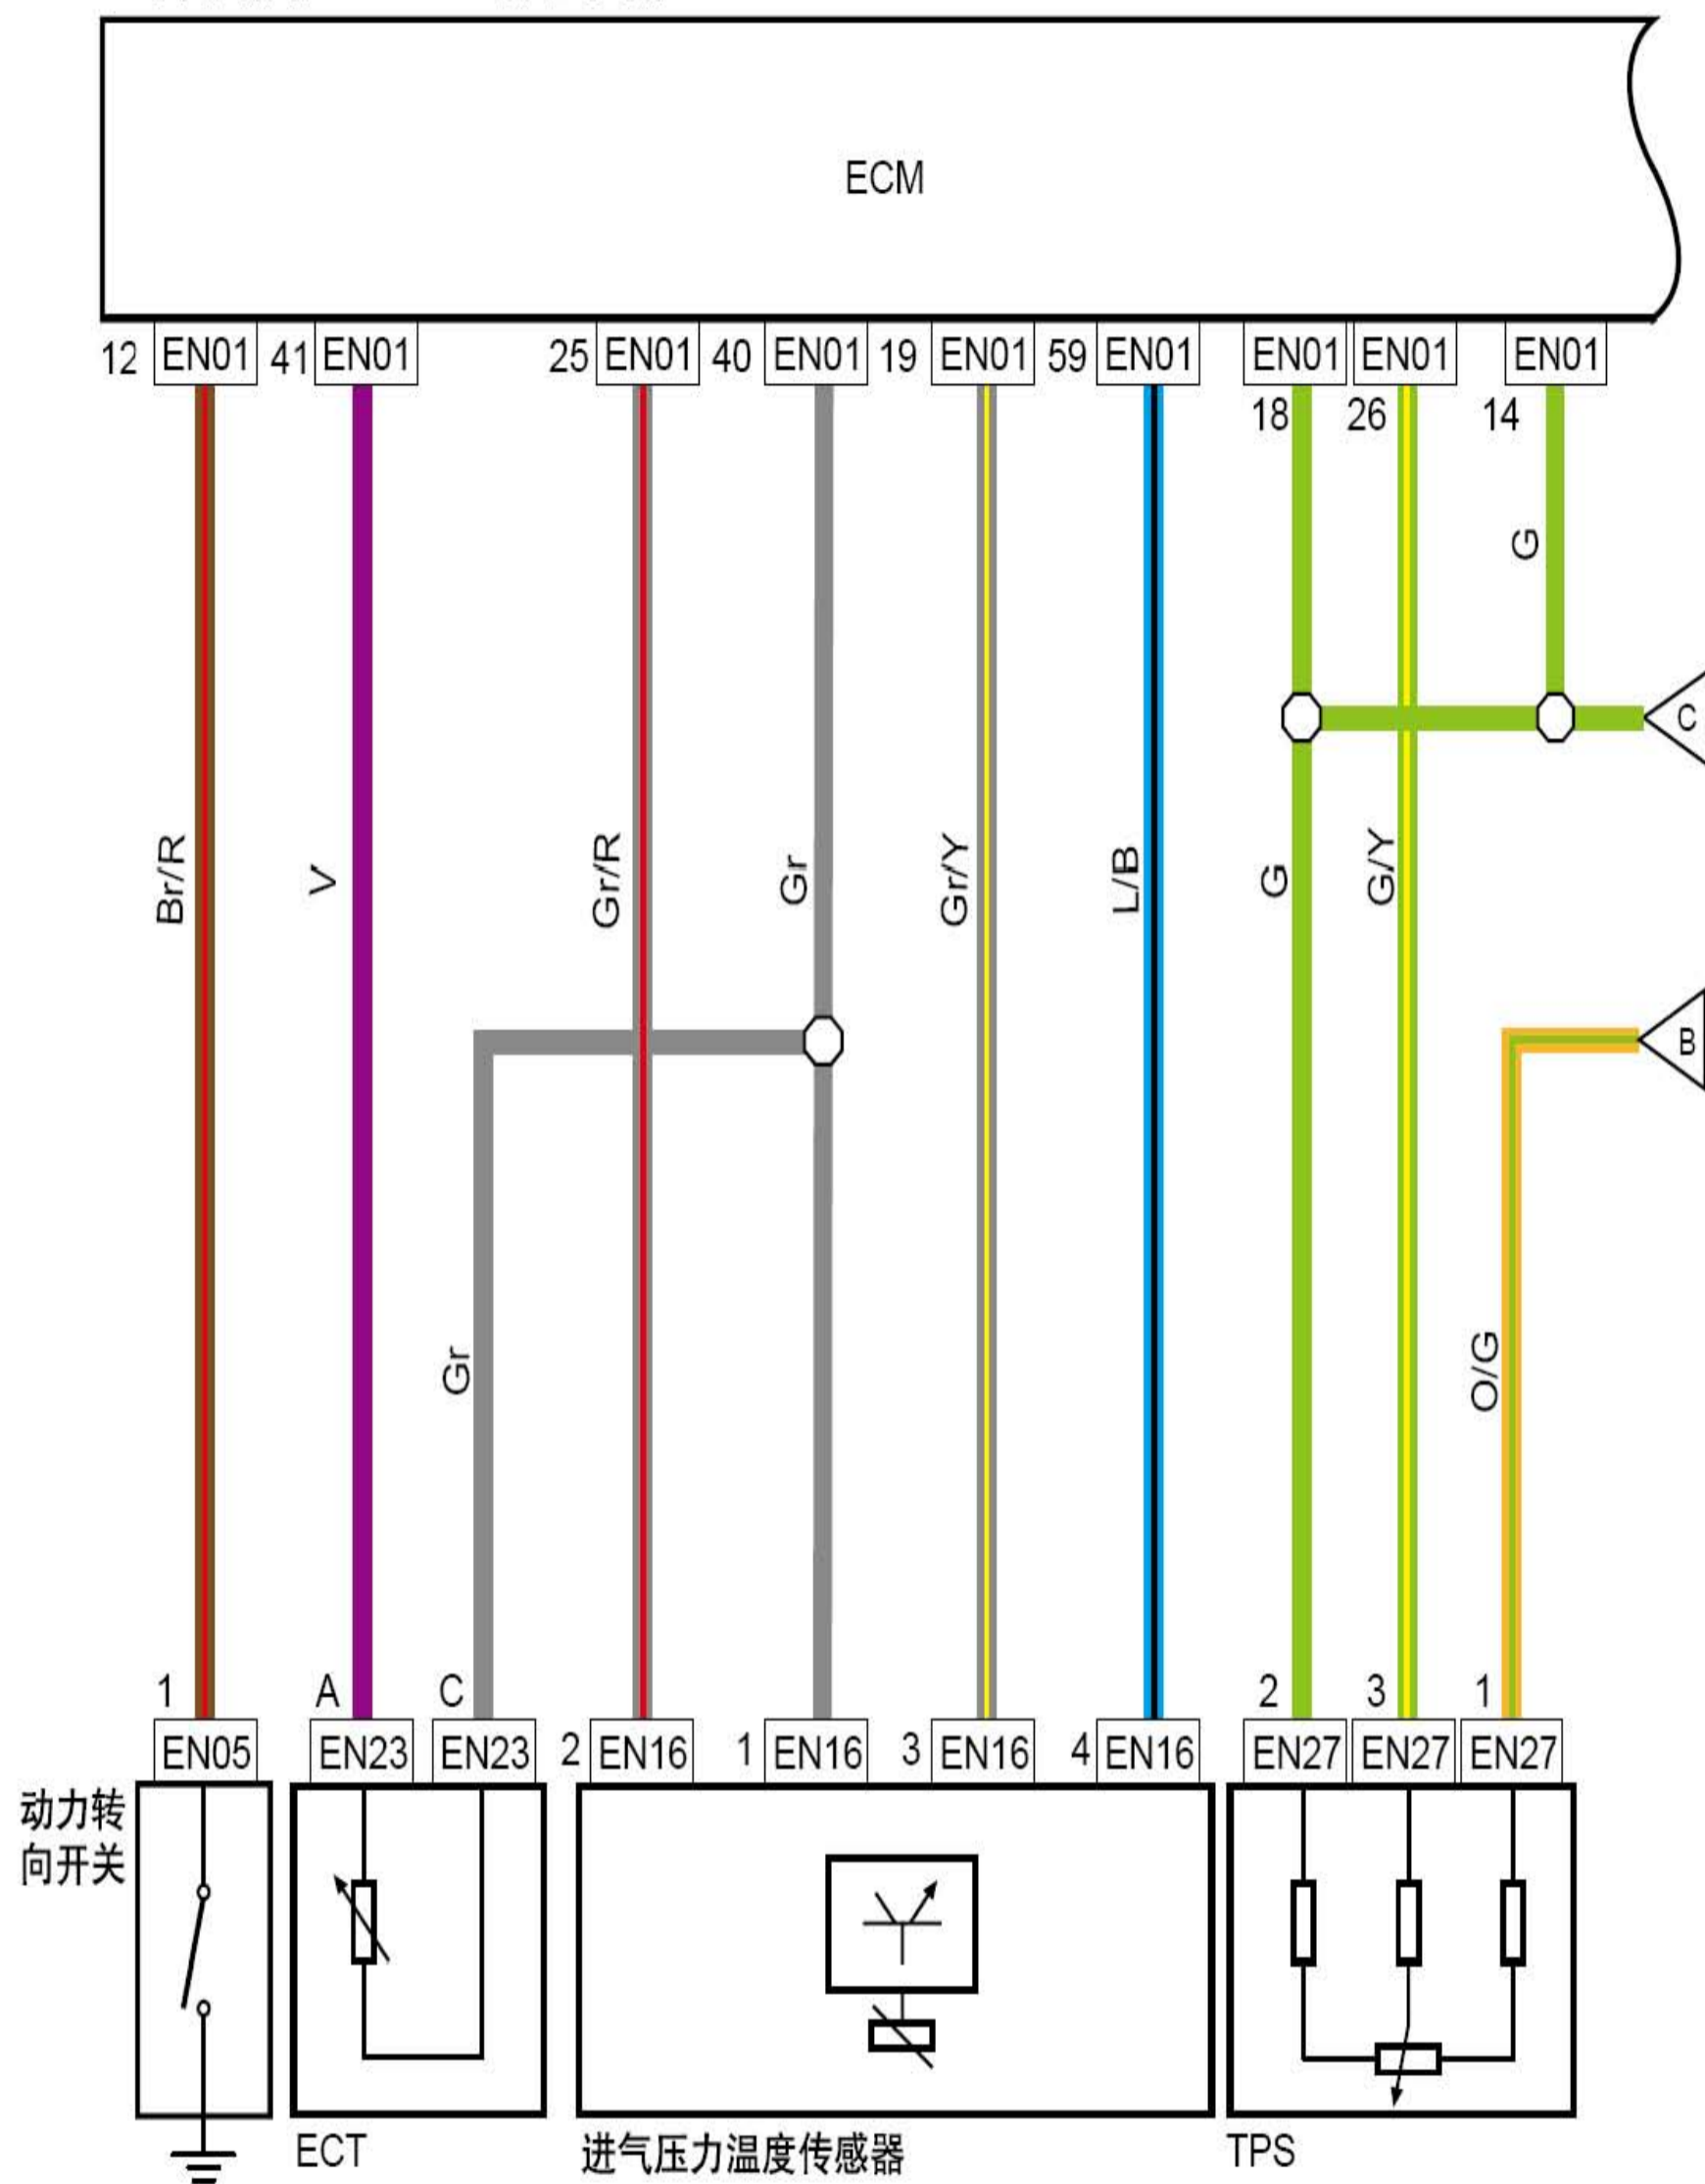 ECM
12 EN01 41 EN01 25 EN01 40 EN01 19 EN01 59 EN01 EN01 EN01 EN01
18 26 14
G
C
Br/R V Gr/R Gr Gr/Y L/B G G/Y
B
Gr O/G
1 A C 2 3 1
EN05 EN23 EN23 2 EN16 1 EN16 3 EN16 4 EN16 EN27 EN27 EN27
动力转
向开关
ECT 进气压力温度传感器 TPS